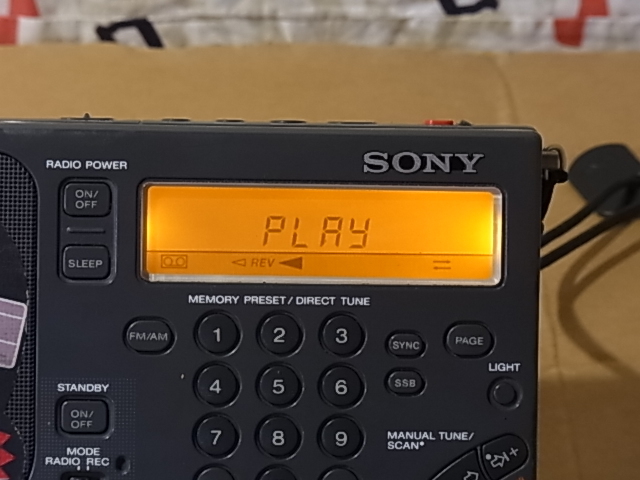 RADIO POWER
SONY
ON/
OFF
PLAY
SLEEP
REV
MEMORY PRESET/DIRECT TUNE
FM/AM
1
2
3
SYNC
PAGE
LIGHT
4
5
6
SSB
STANDBY
ON/
OFF
7
8
9
MANUAL TUNE/
SCAN
MODE
RADIO REC